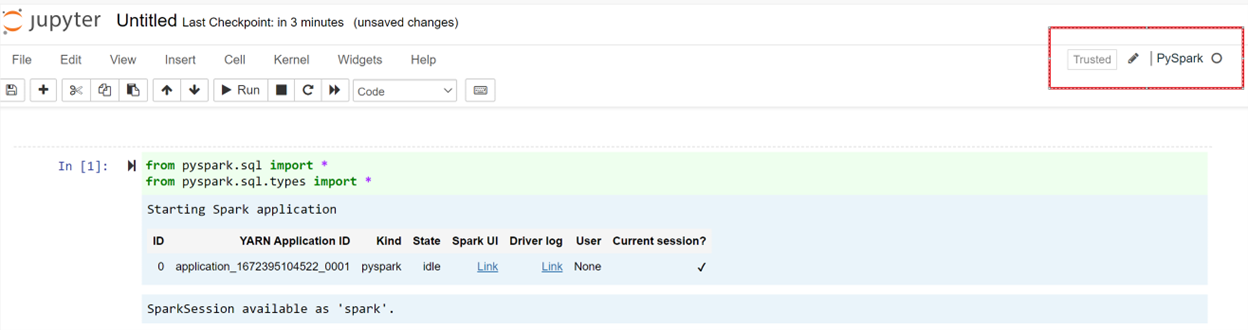 jupyter Untitled Last Checkpoint: in 3 minutes (unsaved changes)
File Edit View Insert Cell Kernel Widgets Help Trusted PySpark
Run Code
In [1]: from pyspark.sql import *
from pyspark.sql.types import *
Starting Spark application
ID YARN Application ID Kind State Spark UI Driver log User Current session?
0 application_1672395104522_0001 pyspark idle Link Link None ✓
SparkSession available as 'spark'.